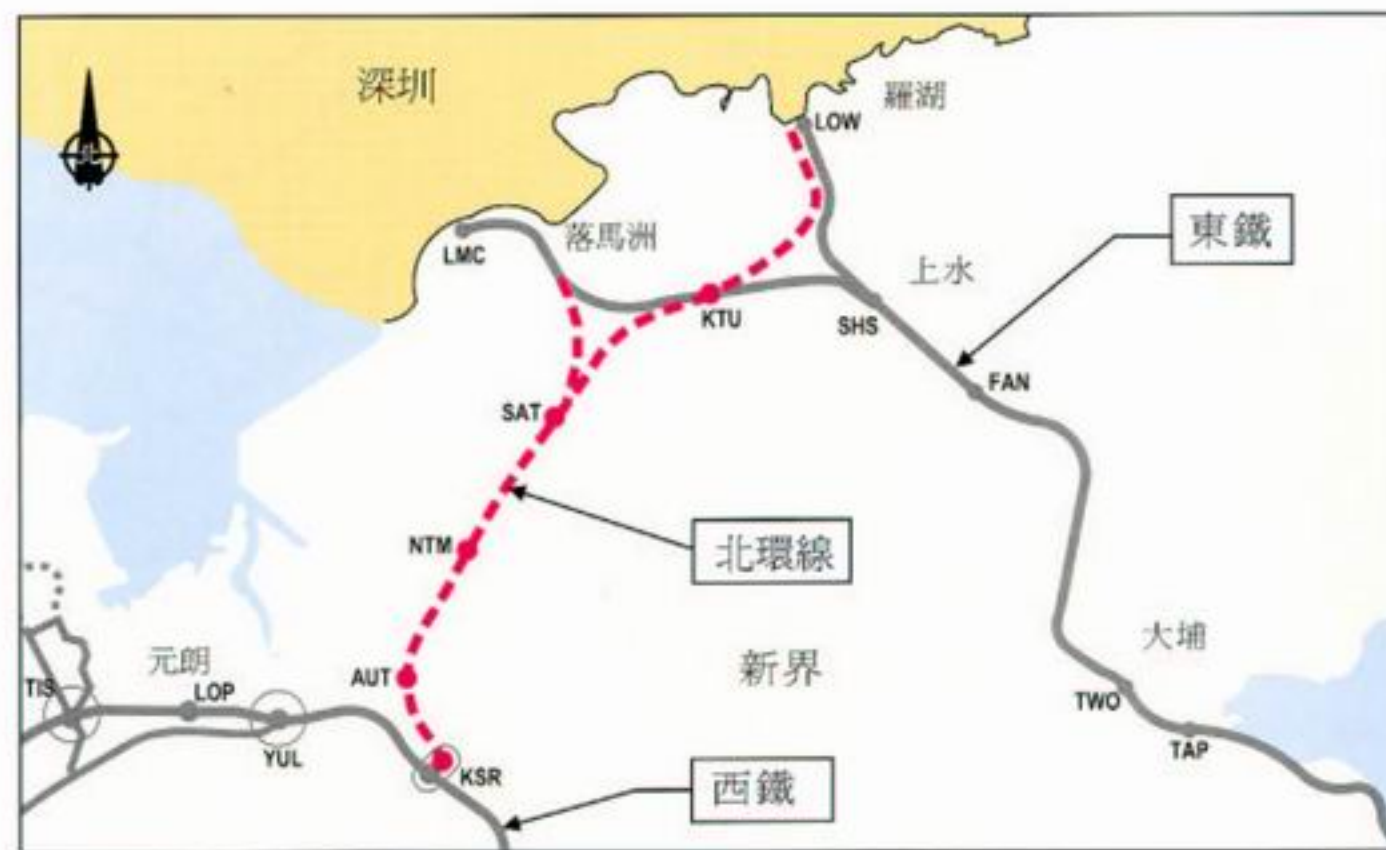 深圳
羅湖
LOW
北
東鐵
落馬洲
LMC
上水
KTU
SHS
FAN
SAT
北環線
NTM
大埔
元朗
新界
AUT
TIS
LOP
TWO
YUL
KSR
TAP
西鐵